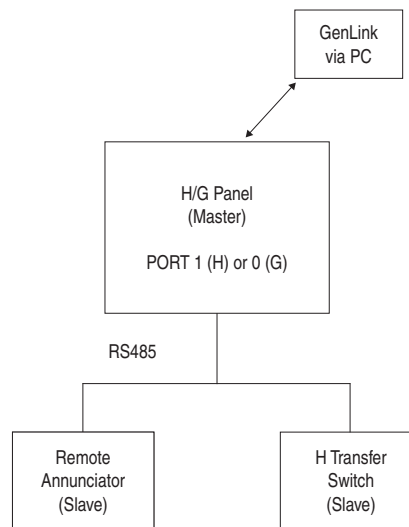 GenLink
via PC
H/G Panel
(Master)
PORT 1 (H) or 0 (G)
RS485
Remote
Annunciator
(Slave)
H Transfer
Switch
(Slave)